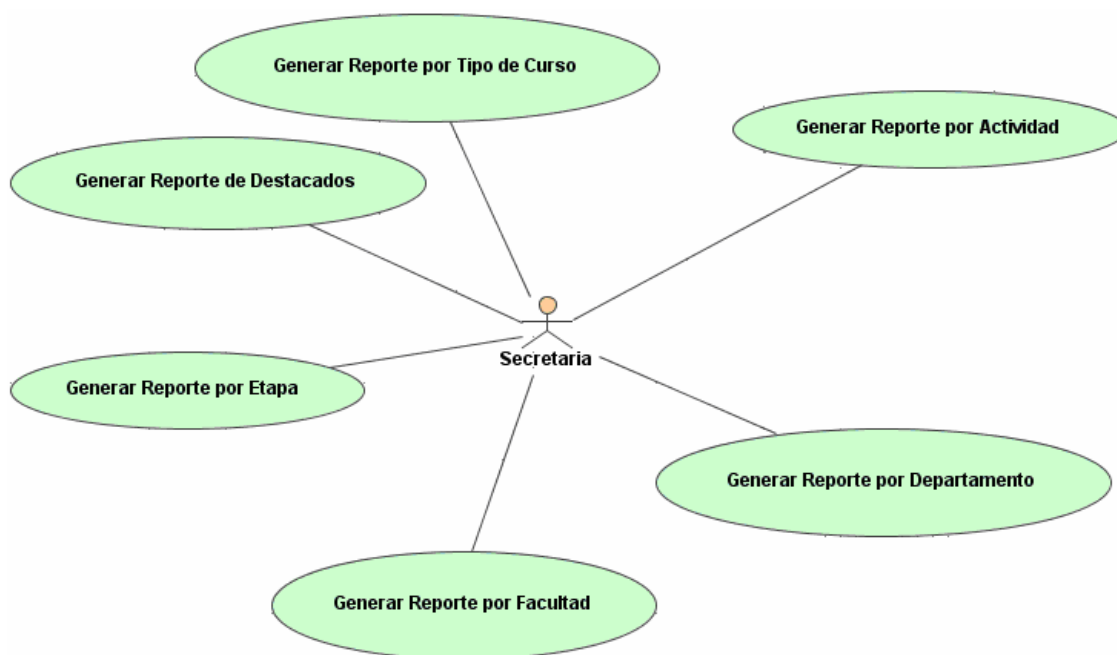 Generar Reporte por Tipo de Curso
Generar Reporte por Actividad
Generar Reporte de Destacados
Secretaria
Generar Reporte por Etapa
Generar Reporte por Departamento
Generar Reporte por Facultad